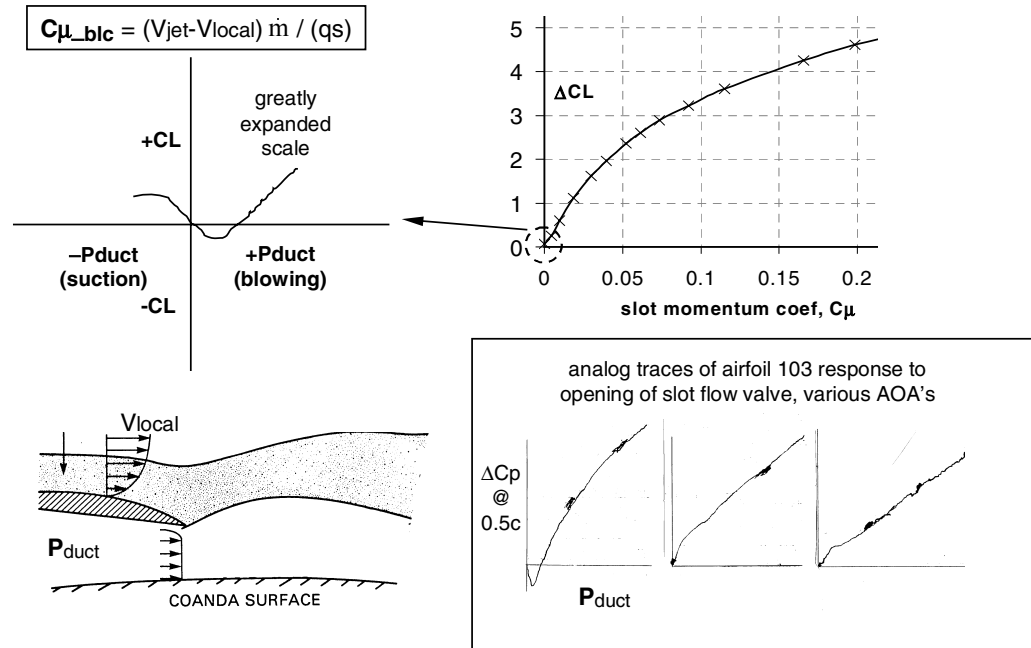 Cμ_blc = (Vjet-Vlocal) ṁ / (qs)
+CL
greatly
expanded
scale
–Pduct
(suction)
+Pduct
(blowing)
-CL
5
4
3
2
1
0
ΔCL
0
0.05
0.1
0.15
0.2
slot momentum coef, Cμ
Vlocal
Pduct
COANDA SURFACE
analog traces of airfoil 103 response to
opening of slot flow valve, various AOA's
ΔCp
@
0.5c
Pduct